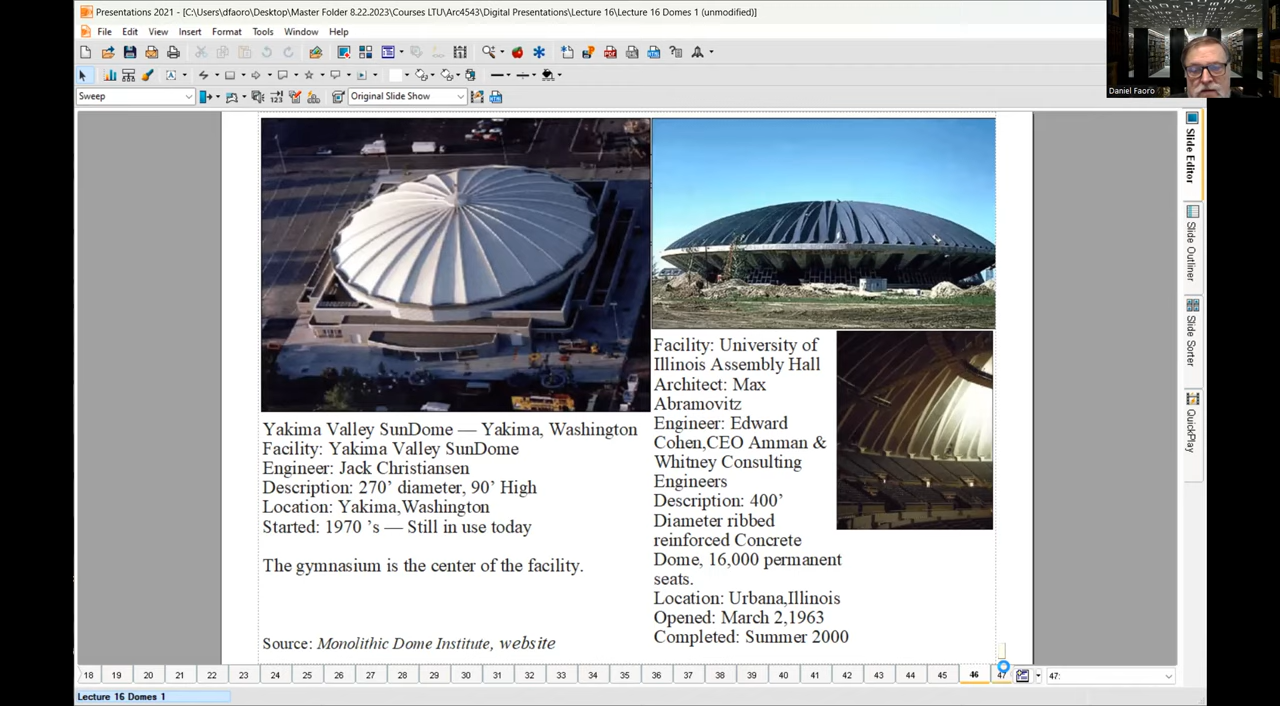 Presentations 2021 - [C:\Users\dfaoro\Desktop\Master Folder 8.22.2023\Courses LTU\Arc4543\Digital Presentations\Lecture 16\Lecture 16 Domes 1 (unmodified)]
File Edit View Insert Format Tools Window Help
Sweep
Original Slide Show
Daniel Faoro
Slide Editor
Slide Outliner
Slide Sorter
QuickPlay
Yakima Valley SunDome — Yakima, Washington
Facility: Yakima Valley SunDome
Engineer: Jack Christiansen
Description: 270’ diameter, 90’ High
Location: Yakima,Washington
Started: 1970 ’s — Still in use today
The gymnasium is the center of the facility.
Source: Monolithic Dome Institute, website
Facility: University of
Illinois Assembly Hall
Architect: Max
Abramovitz
Engineer: Edward
Cohen,CEO Amman &
Whitney Consulting
Engineers
Description: 400’
Diameter ribbed
reinforced Concrete
Dome, 16,000 permanent
seats.
Location: Urbana,Illinois
Opened: March 2,1963
Completed: Summer 2000
18 19 20 21 22 23 24 25 26 27 28 29 30 31 32 33 34 35 36 37 38 39 40 41 42 43 44 45 46 47 47:
Lecture 16 Domes 1